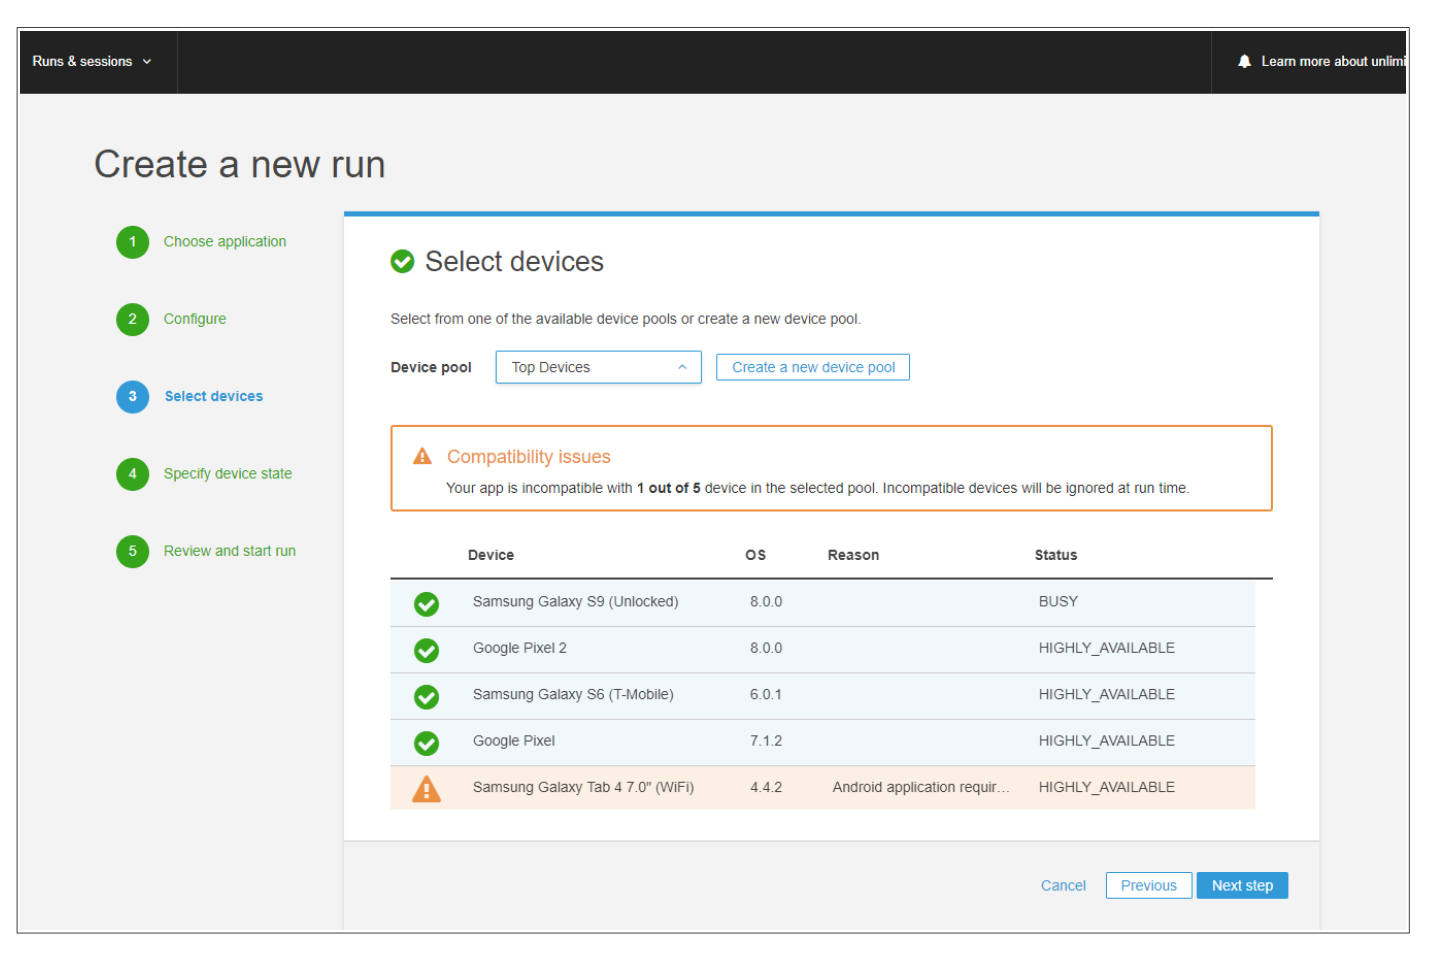 Runs & sessions
Learn more about
Create a new run
1 Choose application
2 Configure
3 Select devices
4 Specify device state
5 Review and start run
Select devices
Select from one of the available device pools or create a new device pool.
Device pool Top Devices Create a new device pool
Compatibility issues
Your app is incompatible with 1 out of 5 device in the selected pool. Incompatible devices will be ignored at run time.
Device OS Reason Status
Samsung Galaxy S9 (Unlocked) 8.0.0 BUSY
Google Pixel 2 8.0.0 HIGHLY_AVAILABLE
Samsung Galaxy S6 (T-Mobile) 6.0.1 HIGHLY_AVAILABLE
Google Pixel 7.1.2 HIGHLY_AVAILABLE
Samsung Galaxy Tab 4 7.0" (WiFi) 4.4.2 Android application requir... HIGHLY_AVAILABLE
Cancel Previous Next step